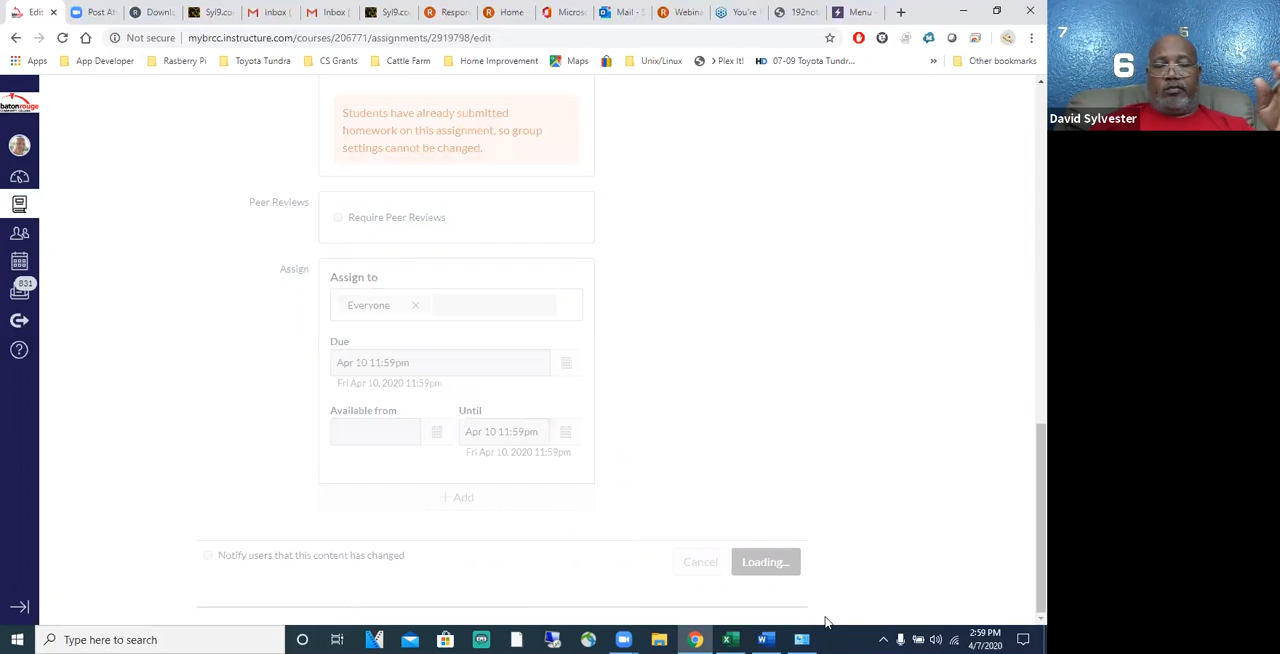 Edit
Post At
Downlo
Syl9.co
Inbox (
Inbox (
Syl9.co
Respon
Home -
Micros
Mail - S
Webina
You're
192not
Menu -
Not secure
mybrcc.instructure.com/courses/206771/assignments/2919798/edit
Apps
App Developer
Rasberry Pi
Toyota Tundra
CS Grants
Cattle Farm
Home Improvement
Maps
Unix/Linux
> Plex It!
HD 07-09 Toyota Tundr...
»
Other bookmarks
baton rouge
831
Students have already submitted
homework on this assignment, so group
settings cannot be changed.
Peer Reviews
Require Peer Reviews
Assign
Assign to
Everyone
Due
Apr 10 11:59pm
Fri Apr 10, 2020 11:59pm
Available from
Until
Apr 10 11:59pm
Fri Apr 10, 2020 11:59pm
+ Add
Notify users that this content has changed
Cancel
Loading...
7
6
David Sylvester
Type here to search
2:59 PM
4/7/2020